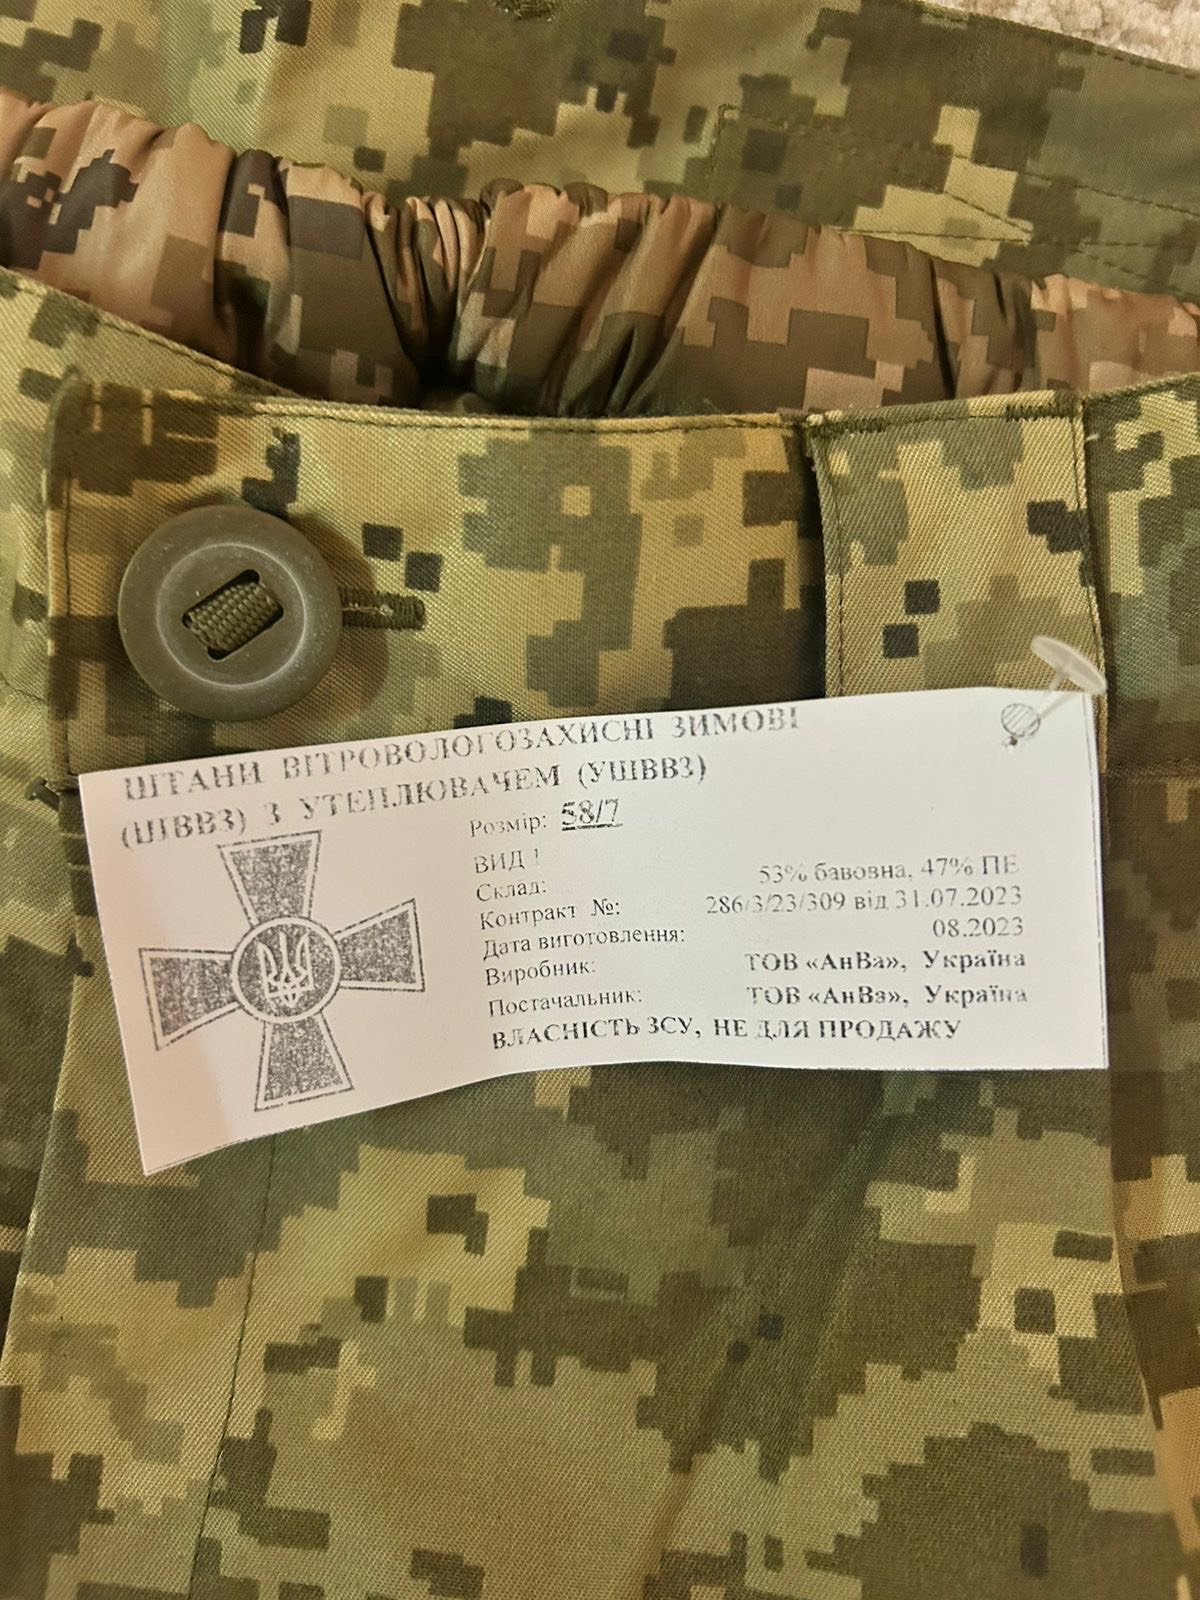 ШТАНИ ВІТРОВОЛОГОЗАХИСНІ ЗИМОВІ
(ШВВЗ) З УТЕПЛЮВАЧЕМ (УШВВЗ)
Розмір: 58/7
ВИД 1
Склад: 53% бавовна, 47% ПЕ
Контракт №: 286/3/23/309 від 31.07.2023
Дата виготовлення: 08.2023
Виробник: ТОВ «АнВа», Україна
Постачальник: ТОВ «АнВа», Україна
ВЛАСНІСТЬ ЗСУ, НЕ ДЛЯ ПРОДАЖУ